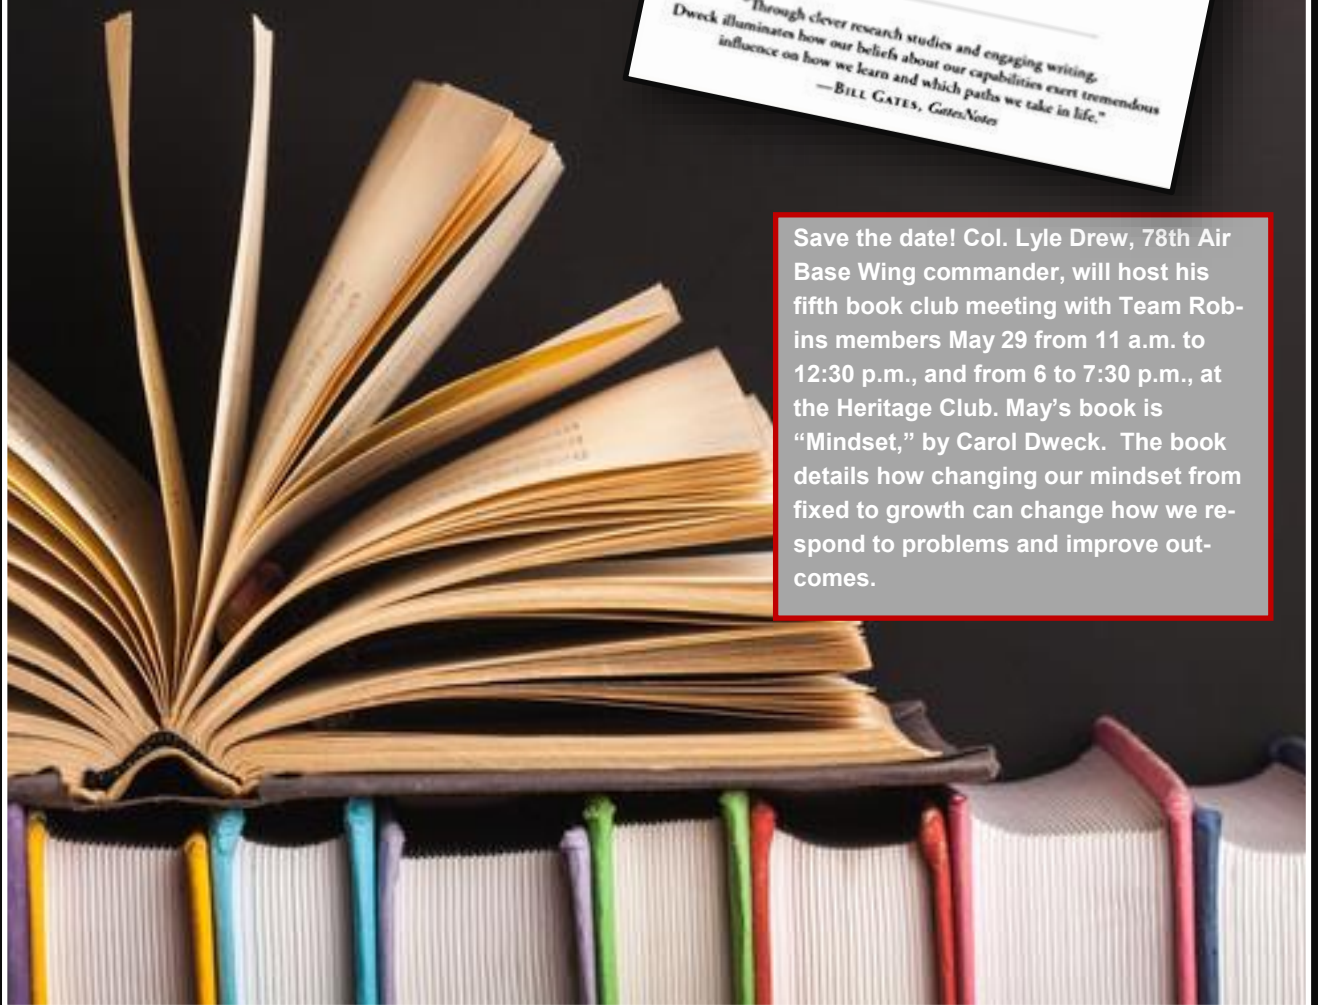 "Through clever research studies and engaging writing,
Dweck illuminates how our beliefs about our capabilities exert tremendous
influence on how we learn and which paths we take in life."
—BILL GATES, GatesNotes
Save the date! Col. Lyle Drew, 78th Air
Base Wing commander, will host his
fifth book club meeting with Team Rob-
ins members May 29 from 11 a.m. to
12:30 p.m., and from 6 to 7:30 p.m., at
the Heritage Club. May’s book is
“Mindset,” by Carol Dweck.  The book
details how changing our mindset from
fixed to growth can change how we re-
spond to problems and improve out-
comes.